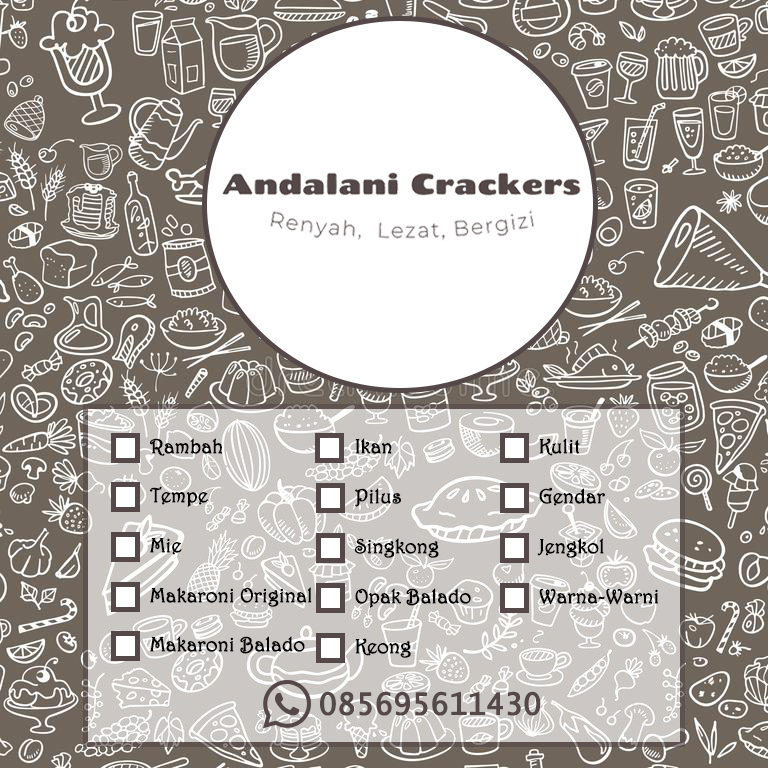 Andalani Crackers
Renyah, Lezat, Bergizi
Rambah
Ikan
Kulit
Tempe
Pilus
Gendar
Mie
Singkong
Jengkol
Makaroni Original
Opak Balado
Warna-Warni
Makaroni Balado
Keong
085695611430